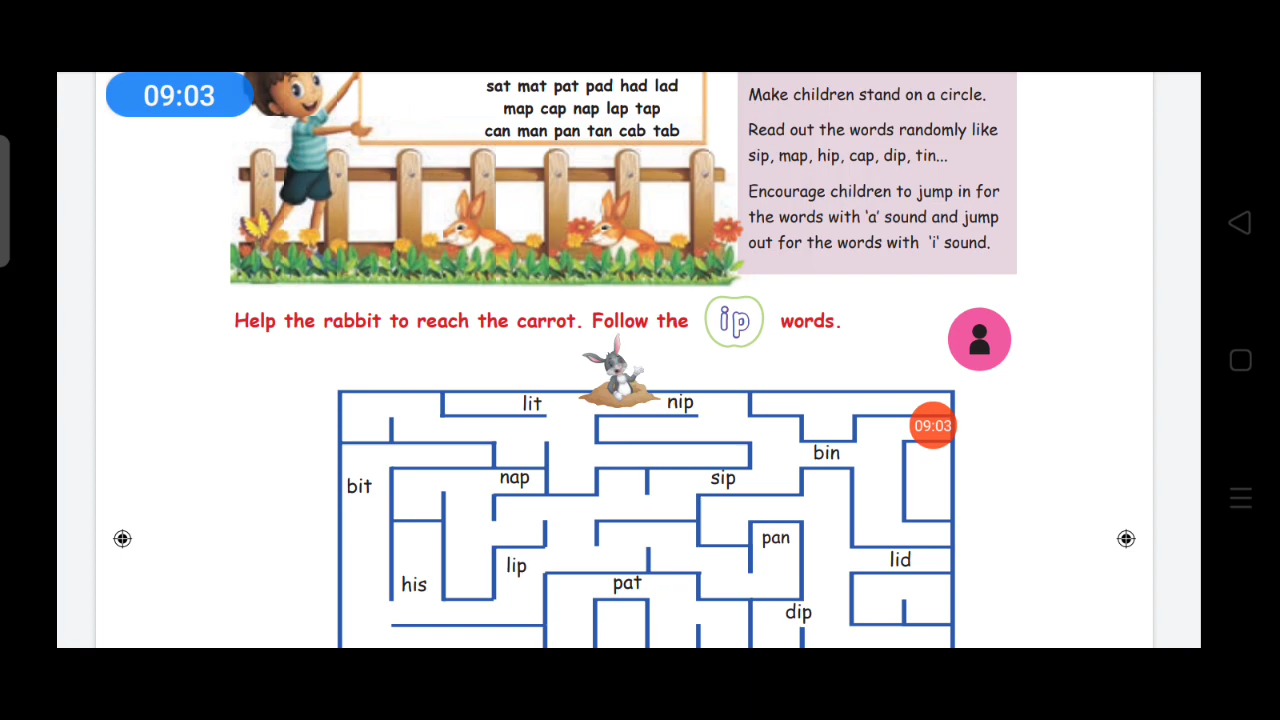 09:03
sat mat pat pad had lad
map cap nap lap tap
can man pan tan cab tab
Make children stand on a circle.
Read out the words randomly like
sip, map, hip, cap, dip, tin...
Encourage children to jump in for
the words with ‘a’ sound and jump
out for the words with ‘i’ sound.
Help the rabbit to reach the carrot. Follow the ip words.
lit
nip
09:03
bin
bit
nap
sip
pan
lip
lid
his
pat
dip